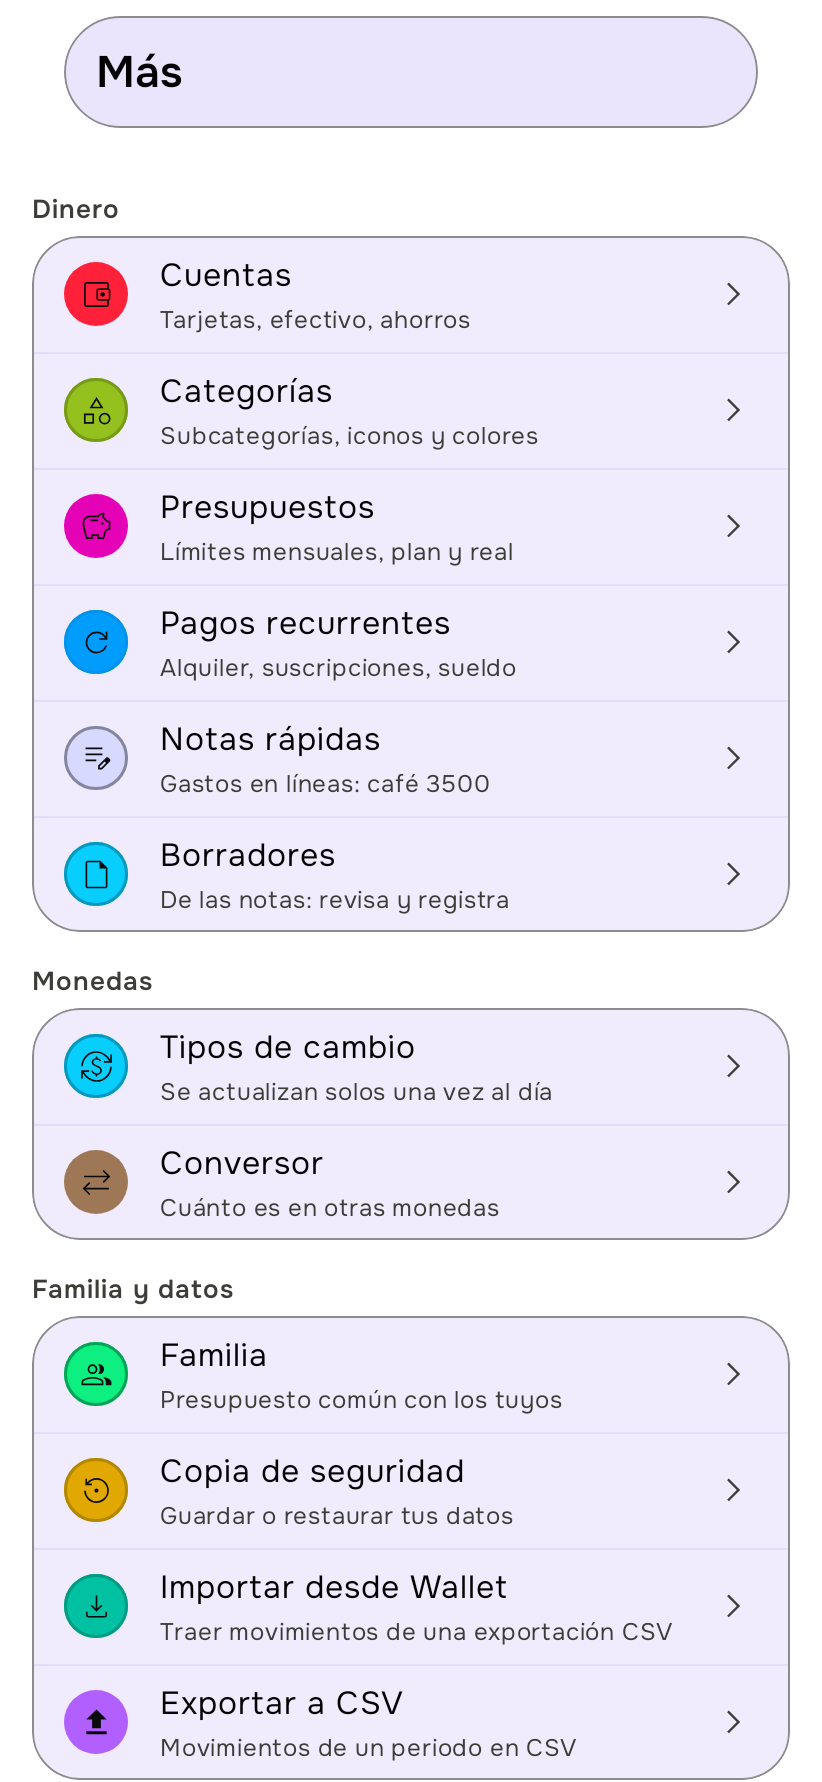 Más
Dinero
Cuentas
Tarjetas, efectivo, ahorros
Categorías
Subcategorías, iconos y colores
Presupuestos
Límites mensuales, plan y real
Pagos recurrentes
Alquiler, suscripciones, sueldo
Notas rápidas
Gastos en líneas: café 3500
Borradores
De las notas: revisa y registra
Monedas
Tipos de cambio
Se actualizan solos una vez al día
Conversor
Cuánto es en otras monedas
Familia y datos
Familia
Presupuesto común con los tuyos
Copia de seguridad
Guardar o restaurar tus datos
Importar desde Wallet
Traer movimientos de una exportación CSV
Exportar a CSV
Movimientos de un periodo en CSV